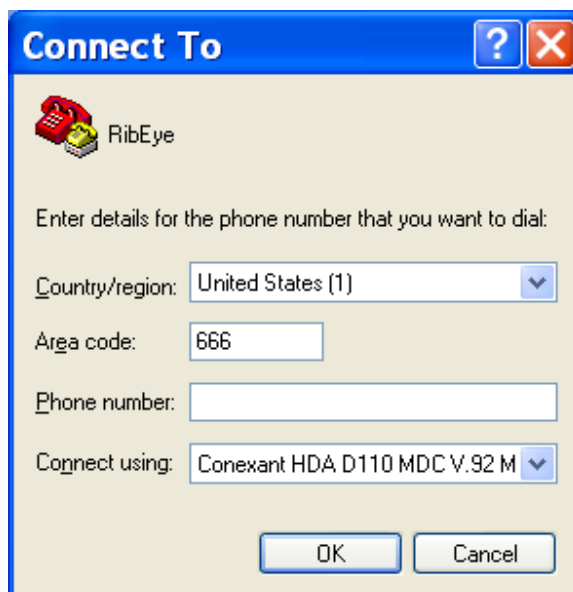 Connect To
RibEye
Enter details for the phone number that you want to dial:
Country/region: United States (1)
Area code: 666
Phone number:
Connect using: Conexant HDA D110 MDC V.92 M
OK Cancel